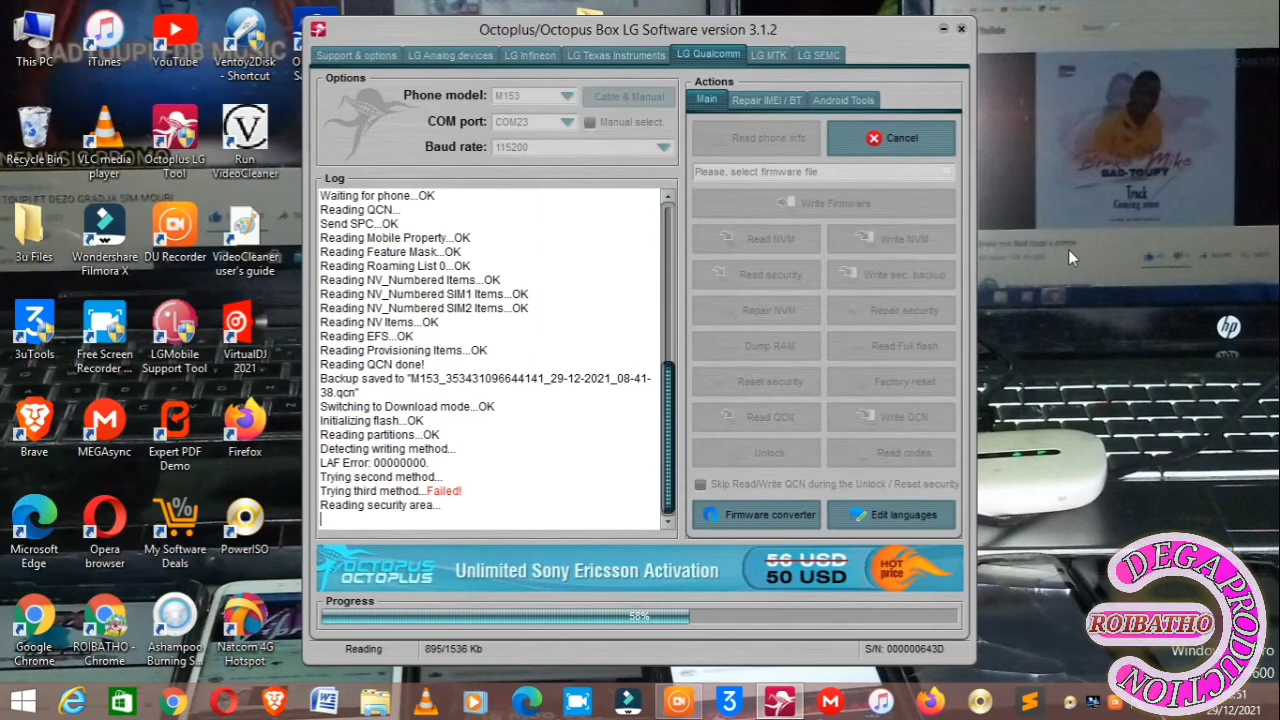 Octoplus/Octopus Box LG Software version 3.1.2
Support & options
LG Analog devices
LG Infineon
LG Texas Instruments
LG Qualcomm
LG MTK
LG SEMC
Options
Phone model:
M153
Cable & Manual
COM port:
COM23
Manual select.
Baud rate:
115200
Log
Waiting for phone...OK
Reading QCN...
Send SPC...OK
Reading Mobile Property...OK
Reading Feature Mask...OK
Reading Roaming List 0...OK
Reading NV_Numbered Items...OK
Reading NV_Numbered SIM1 Items...OK
Reading NV_Numbered SIM2 Items...OK
Reading NV Items...OK
Reading EFS...OK
Reading Provisioning Items...OK
Reading QCN done!
Backup saved to "M153_353431096644141_29-12-2021_08-41-
38.qcn"
Switching to Download mode...OK
Initializing flash...OK
Reading partitions...OK
Detecting writing method...
LAF Error: 00000000.
Trying second method...
Trying third method...Failed!
Reading security area...
Actions
Main
Repair IMEI / BT
Android Tools
Read phone info
Cancel
Please, select firmware file
Write Firmware
Read NVM
Write NVM
Read security
Write sec. backup
Repair NVM
Repair security
Dump RAM
Read Full flash
Reset security
Factory reset
Read QCN
Write QCN
Unlock
Read codes
Skip Read/Write QCN during the Unlock / Reset security
Firmware converter
Edit languages
OCTOPUS
OCTOPLUS
Unlimited Sony Ericsson Activation
56 USD
50 USD
HOT
price
Progress
58%
Reading
895/1536 Kb
S/N: 000000643D
This PC
iTunes
YouTube
Ventoy2Disk
- Shortcut
Recycle Bin
VLC media
player
Octoplus LG
Tool
Run
VideoCleaner
3u Files
Wondershare
Filmora X
DU Recorder
VideoCleaner
user's guide
3uTools
Free Screen
Recorder ...
LGMobile
Support Tool
VirtualDJ
2021
Brave
MEGAsync
Expert PDF
Demo
Firefox
Microsoft
Edge
Opera
browser
My Software
Deals
PowerISO
Google
Chrome
ROIBATHO -
Chrome
Ashampoo
Burning S...
Natcom 4G
Hotspot
BAD-TOUPY
Track
Coming soon
hp
DEGAPRODUCTION
ROIBATHO
29/12/2021